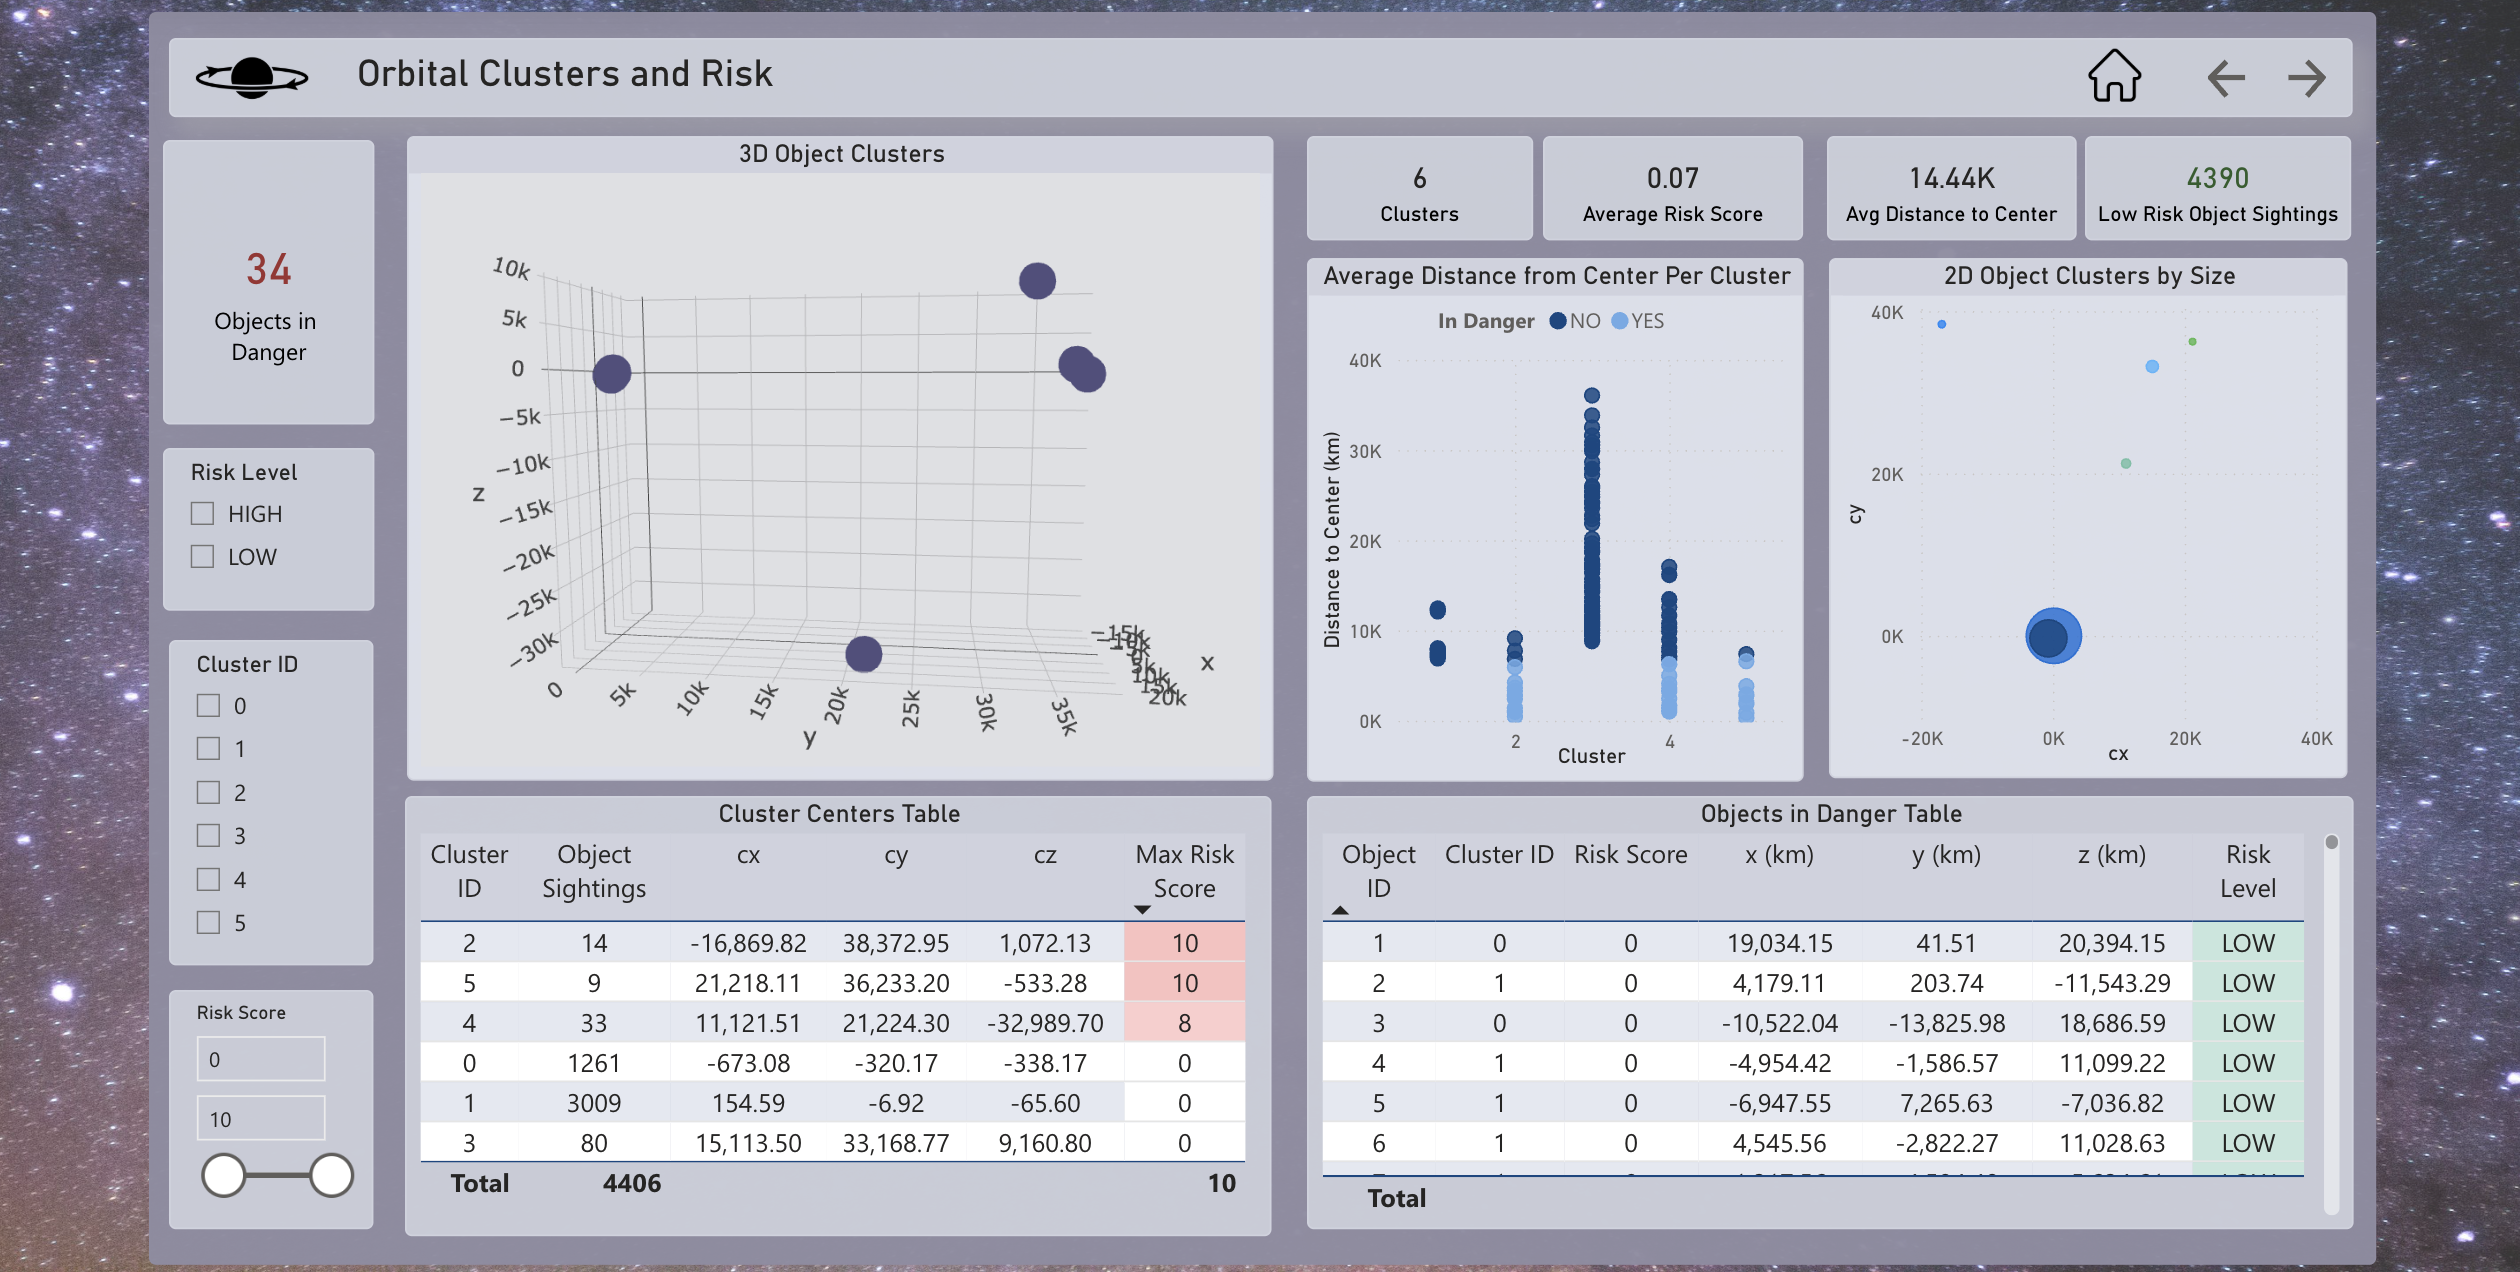 Orbital Clusters and Risk
34
Objects in
Danger
Risk Level
HIGH
LOW
Cluster ID
0
1
2
3
4
5
Risk Score
0
10
3D Object Clusters
10k
5k
0
−5k
−10k
−15k
−20k
−25k
−30k
z
0
5k
10k
15k
20k
25k
30k
35k
y
−15k
−10k
−5k
0
5k
10k
15k
20k
x
6
Clusters
0.07
Average Risk Score
14.44K
Avg Distance to Center
4390
Low Risk Object Sightings
Average Distance from Center Per Cluster
In Danger NO YES
40K
30K
20K
10K
0K
Distance to Center (km)
2 4
Cluster
2D Object Clusters by Size
40K
20K
0K
cy
-20K 0K 20K 40K
cx
Cluster Centers Table
Cluster ID Object Sightings cx cy cz Max Risk Score
2 14 -16,869.82 38,372.95 1,072.13 10
5 9 21,218.11 36,233.20 -533.28 10
4 33 11,121.51 21,224.30 -32,989.70 8
0 1261 -673.08 -320.17 -338.17 0
1 3009 154.59 -6.92 -65.60 0
3 80 15,113.50 33,168.77 9,160.80 0
Total 4406 10
Objects in Danger Table
Object ID Cluster ID Risk Score x (km) y (km) z (km) Risk Level
1 0 0 19,034.15 41.51 20,394.15 LOW
2 1 0 4,179.11 203.74 -11,543.29 LOW
3 0 0 -10,522.04 -13,825.98 18,686.59 LOW
4 1 0 -4,954.42 -1,586.57 11,099.22 LOW
5 1 0 -6,947.55 7,265.63 -7,036.82 LOW
6 1 0 4,545.56 -2,822.27 11,028.63 LOW
Total